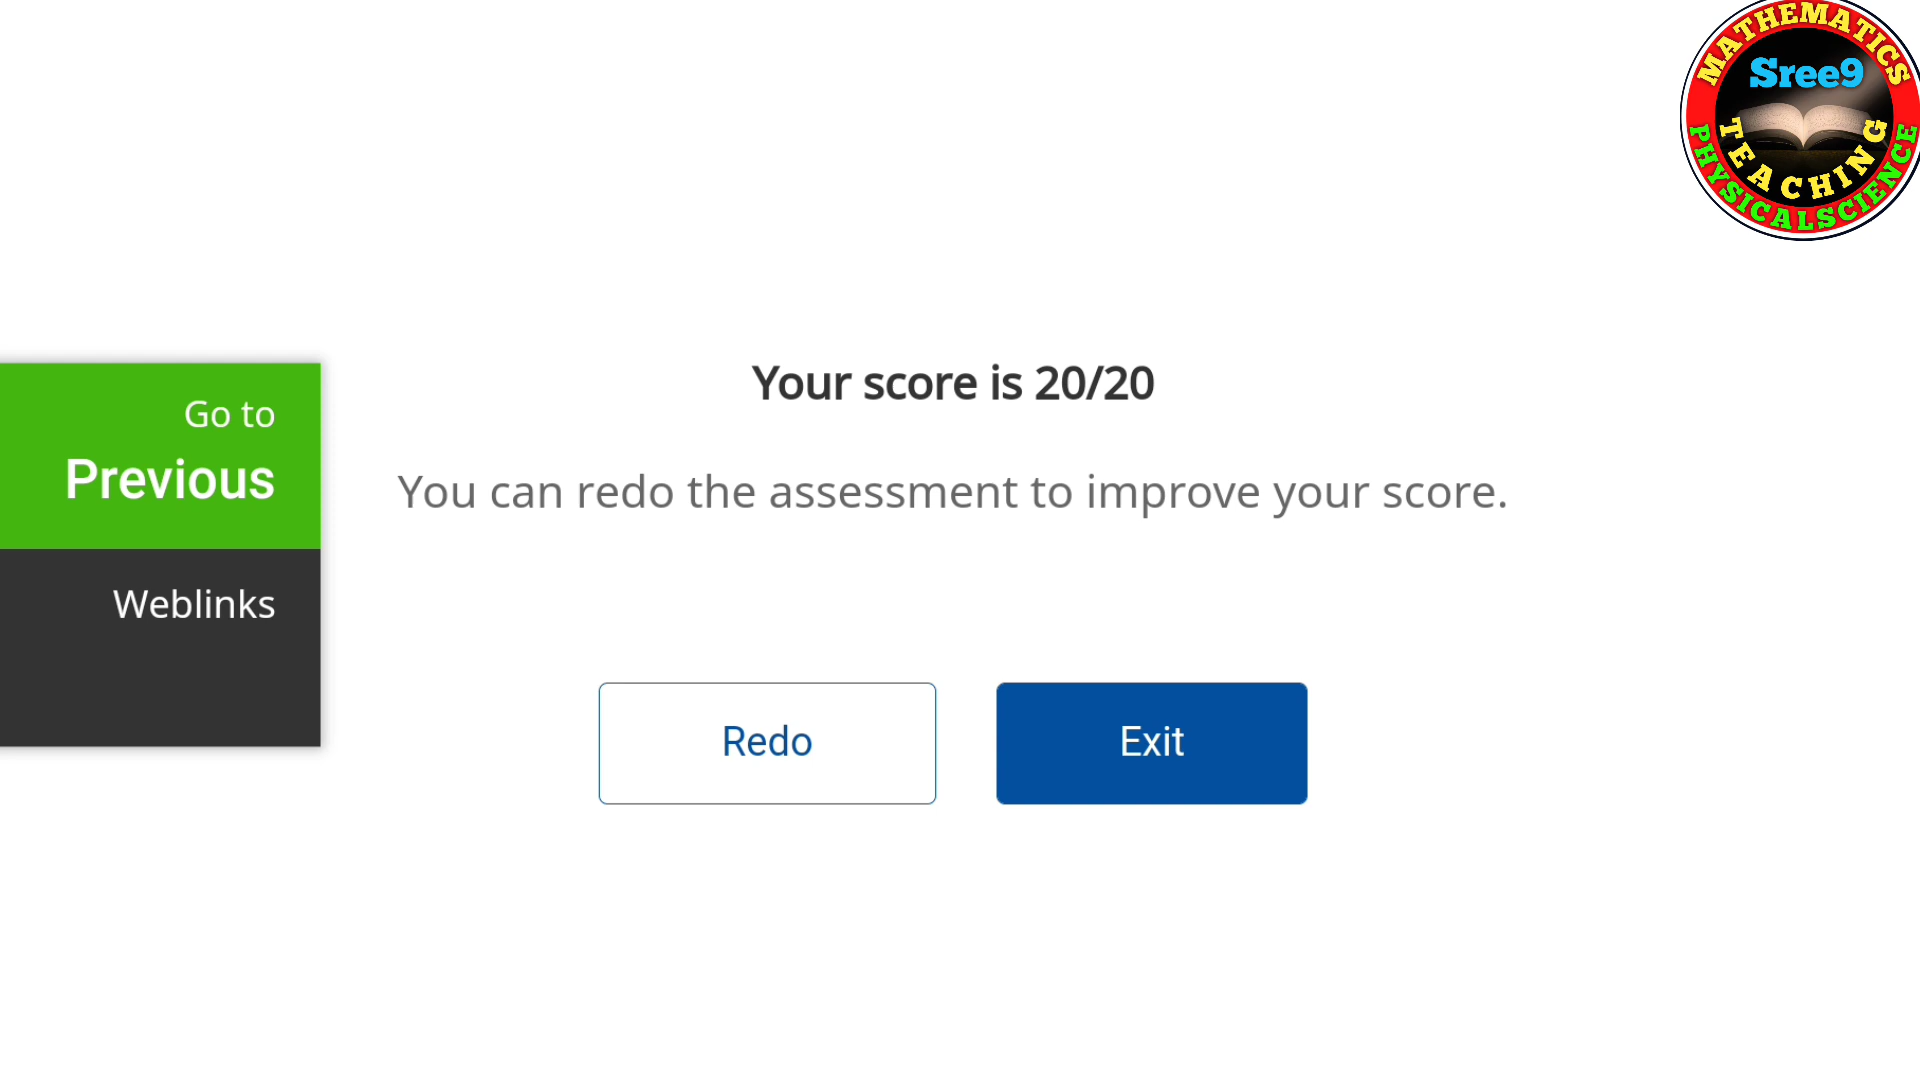 MATHEMATICS
Sree9
TEACHING
PHYSICALSCIENCE
Your score is 20/20
Go to
Previous
You can redo the assessment to improve your score.
Weblinks
Redo
Exit